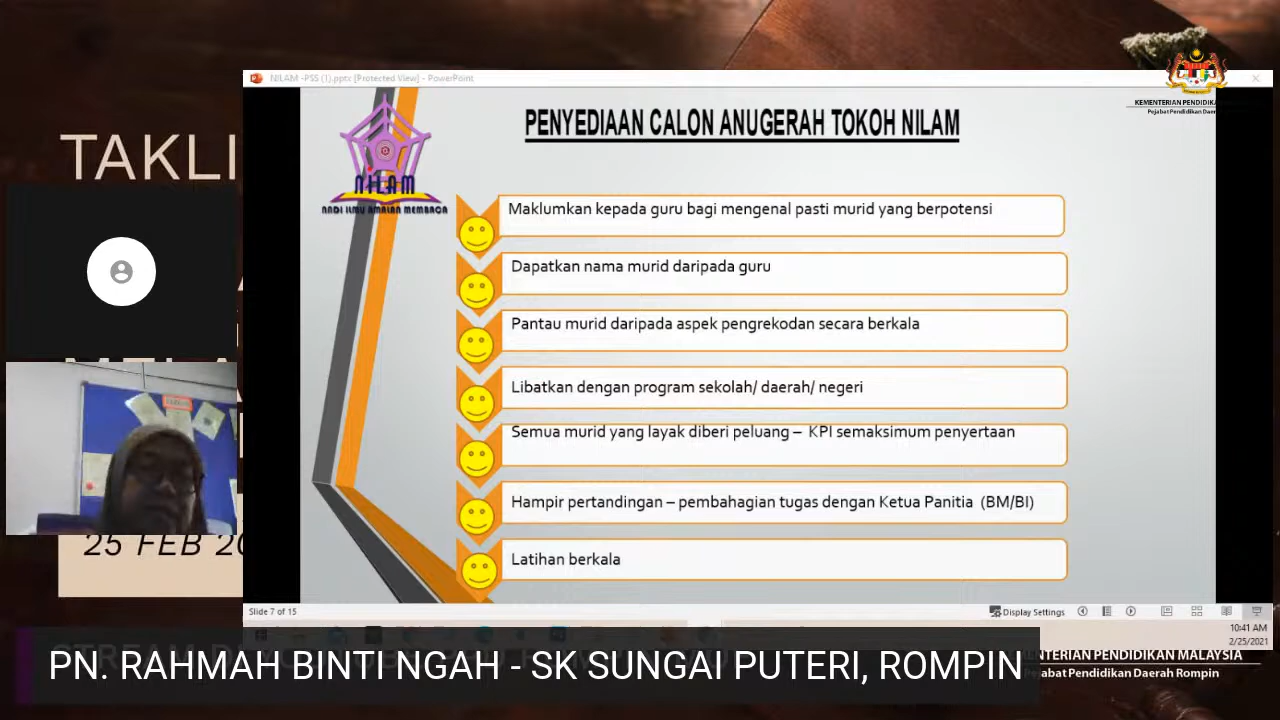 NILAM -PSS (1).pptx [Protected View] - PowerPoint
KEMENTERIAN PENDIDIKA
Pejabat Pendidikan Daer
PENYEDIAAN CALON ANUGERAH TOKOH NILAM
TAKLI
NILAM
NADI ILMU AMALAN MEMBACA
Maklumkan kepada guru bagi mengenal pasti murid yang berpotensi
Dapatkan nama murid daripada guru
Pantau murid daripada aspek pengrekodan secara berkala
Libatkan dengan program sekolah/ daerah/ negeri
Semua murid yang layak diberi peluang – KPI semaksimum penyertaan
Hampir pertandingan – pembahagian tugas dengan Ketua Panitia (BM/BI)
Latihan berkala
25 FEB 20
Slide 7 of 15
Display Settings
10:41 AM
2/25/2021
PN. RAHMAH BINTI NGAH - SK SUNGAI PUTERI, ROMPIN
NTERIAN PENDIDIKAN MALAYSIA
jabat Pendidikan Daerah Rompin